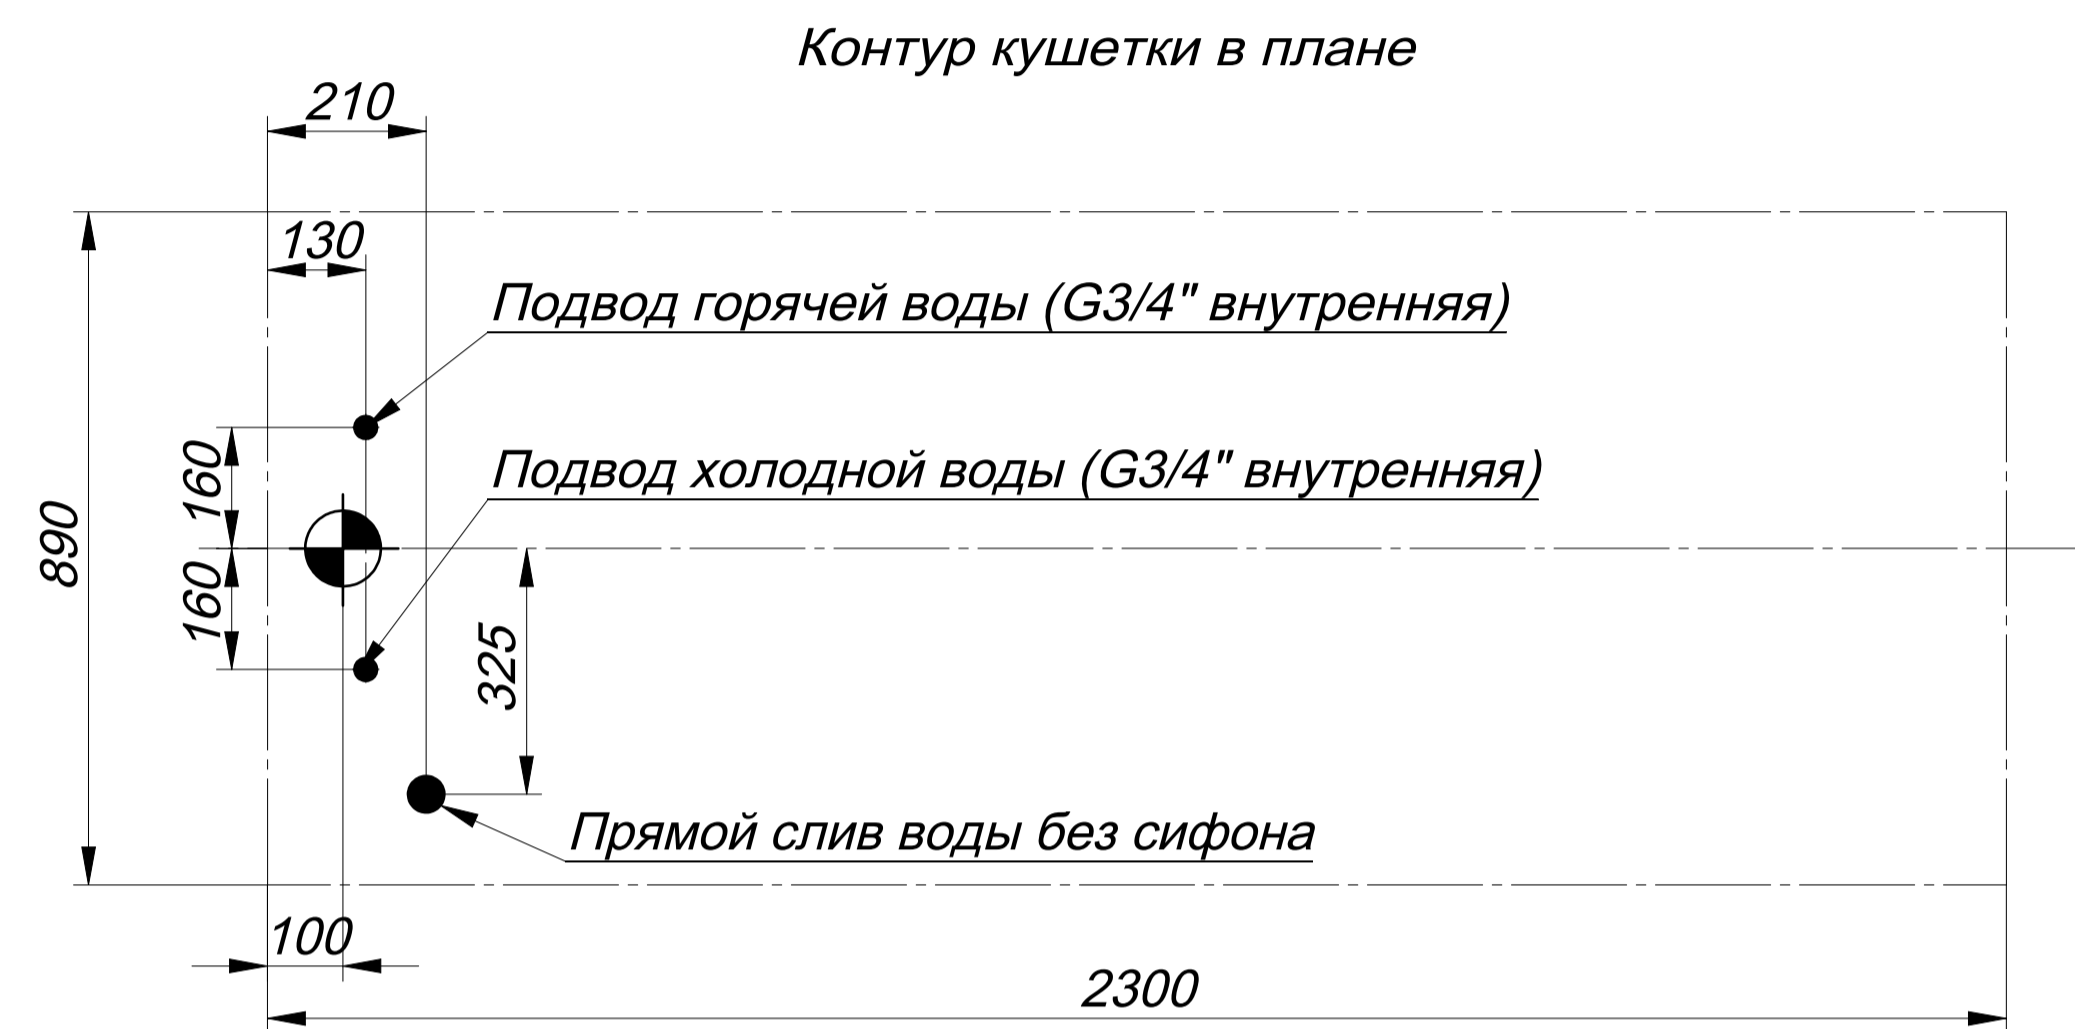 Контур кушетки в плане
210
130
Подвод горячей воды (G3/4" внутренняя)
160
Подвод холодной воды (G3/4" внутренняя)
890
160
325
Прямой слив воды без сифона
100
2300